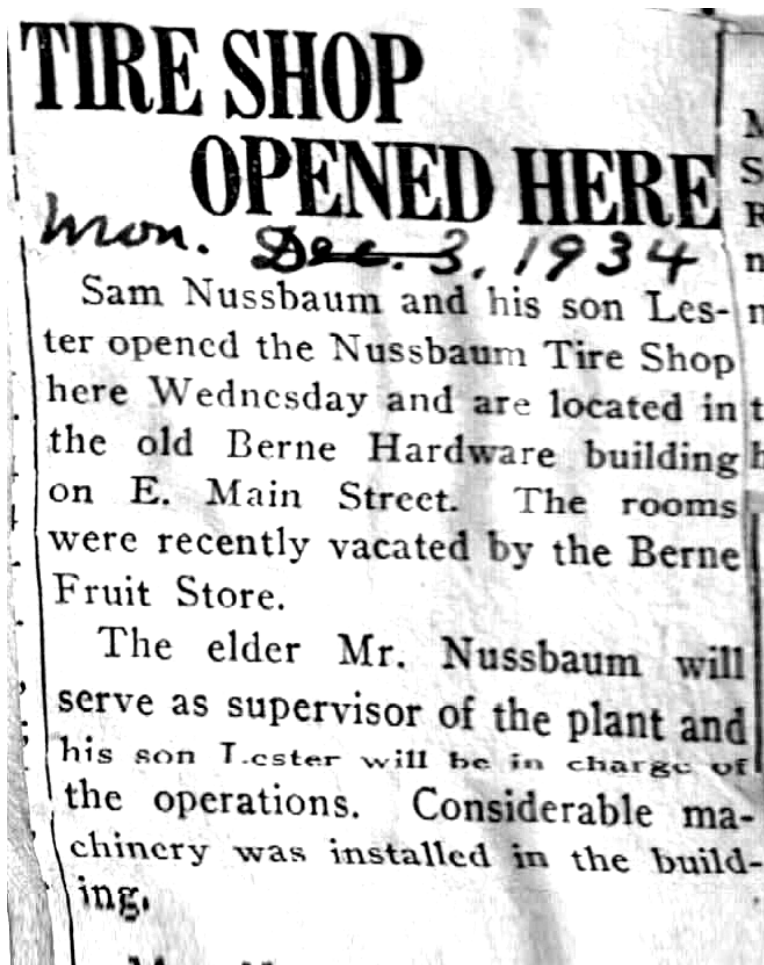 TIRE SHOP
OPENED HERE
Mon. Dec. 3, 1934
Sam Nussbaum and his son Les-
ter opened the Nussbaum Tire Shop
here Wednesday and are located in
the old Berne Hardware building
on E. Main Street. The rooms
were recently vacated by the Berne
Fruit Store.
The elder Mr. Nussbaum will
serve as supervisor of the plant and
his son Lester will be in charge of
the operations. Considerable ma-
chinery was installed in the build-
ing.